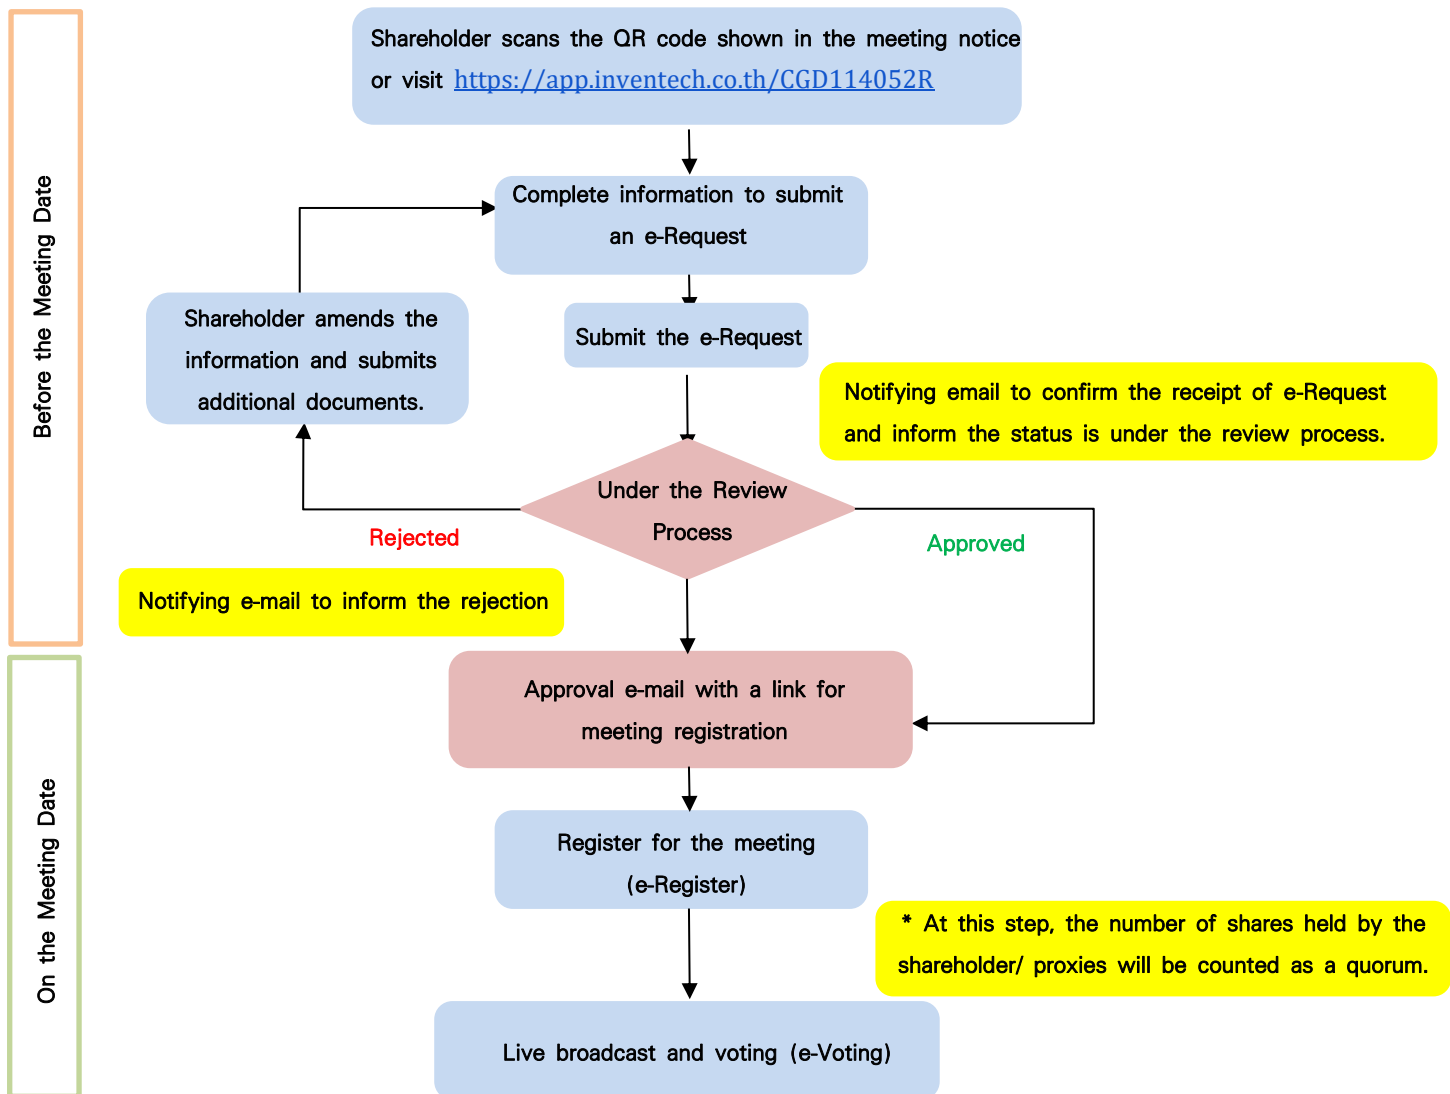 Before the Meeting Date
Shareholder scans the QR code shown in the meeting notice
or visit https://app.inventech.co.th/CGD114052R
Complete information to submit
an e-Request
Shareholder amends the
information and submits
additional documents.
Submit the e-Request
Notifying email to confirm the receipt of e-Request
and inform the status is under the review process.
Under the Review
Process
Rejected
Approved
Notifying e-mail to inform the rejection
On the Meeting Date
Approval e-mail with a link for
meeting registration
Register for the meeting
(e-Register)
* At this step, the number of shares held by the
shareholder/ proxies will be counted as a quorum.
Live broadcast and voting (e-Voting)